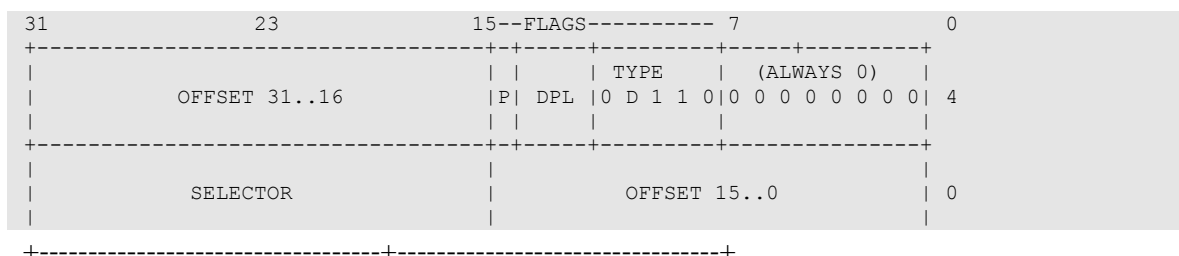 31                  23                 15--FLAGS---------- 7                0
+-----------------------------------+-+-----+---------+-----+---------+
|                                   | |     | TYPE    |  (ALWAYS 0)   |
|           OFFSET 31..16           |P| DPL |0 D 1 1 0|0 0 0 0 0 0 0 0| 4
|                                   | |     |         |               |
+-----------------------------------+-+-----+---------+---------------+
|                                   |                                 |
|            SELECTOR               |          OFFSET 15..0           | 0
|                                   |                                 |
+-----------------------------------+---------------------------------+